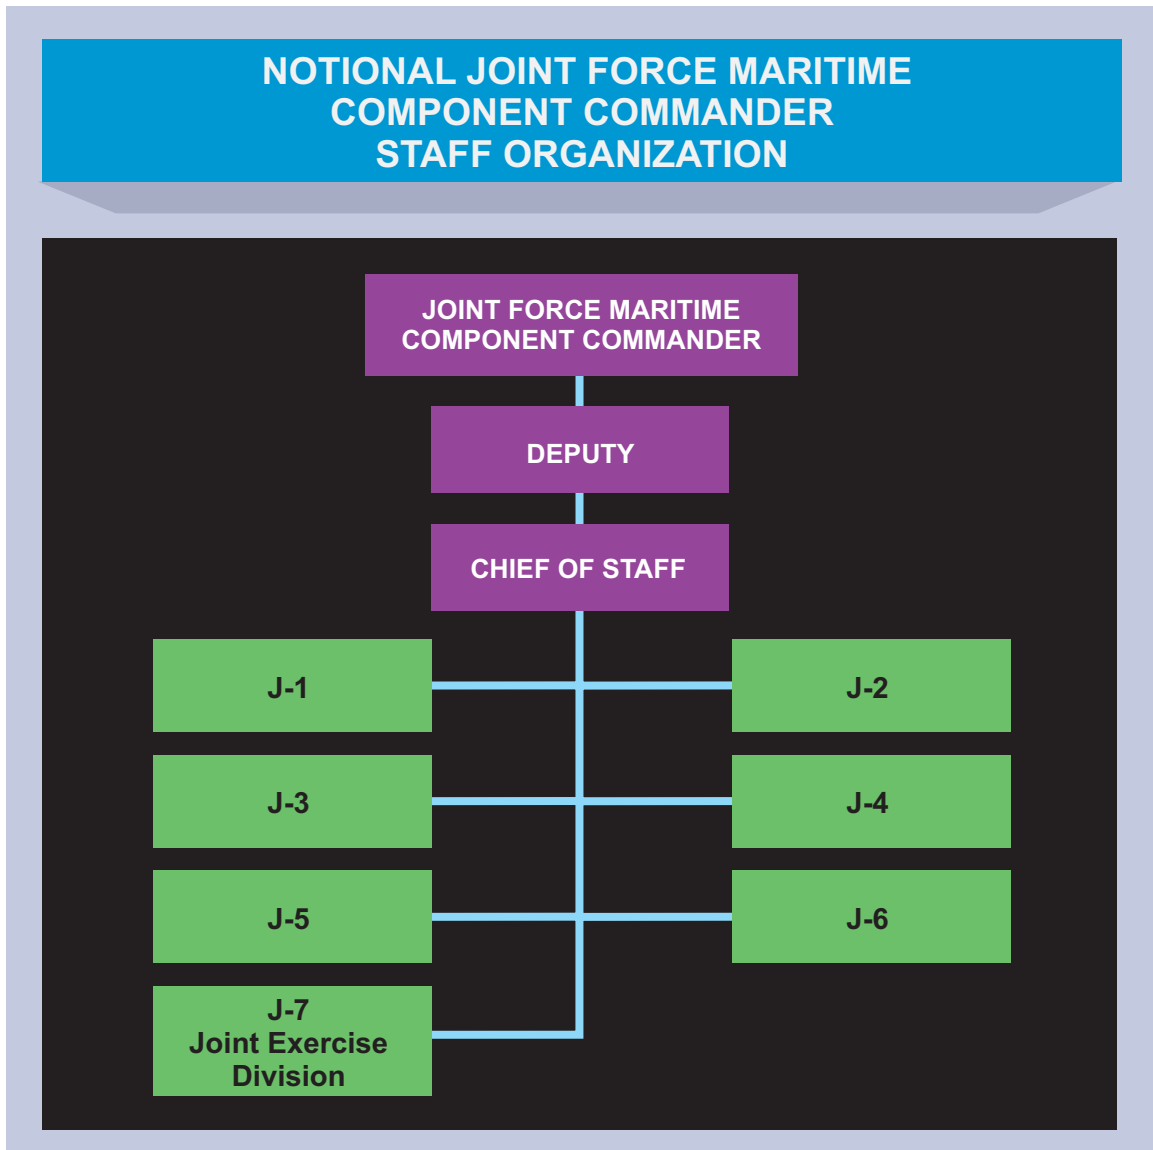 NOTIONAL JOINT FORCE MARITIME
COMPONENT COMMANDER
STAFF ORGANIZATION
JOINT FORCE MARITIME
COMPONENT COMMANDER
DEPUTY
CHIEF OF STAFF
J-1
J-2
J-3
J-4
J-5
J-6
J-7
Joint Exercise
Division